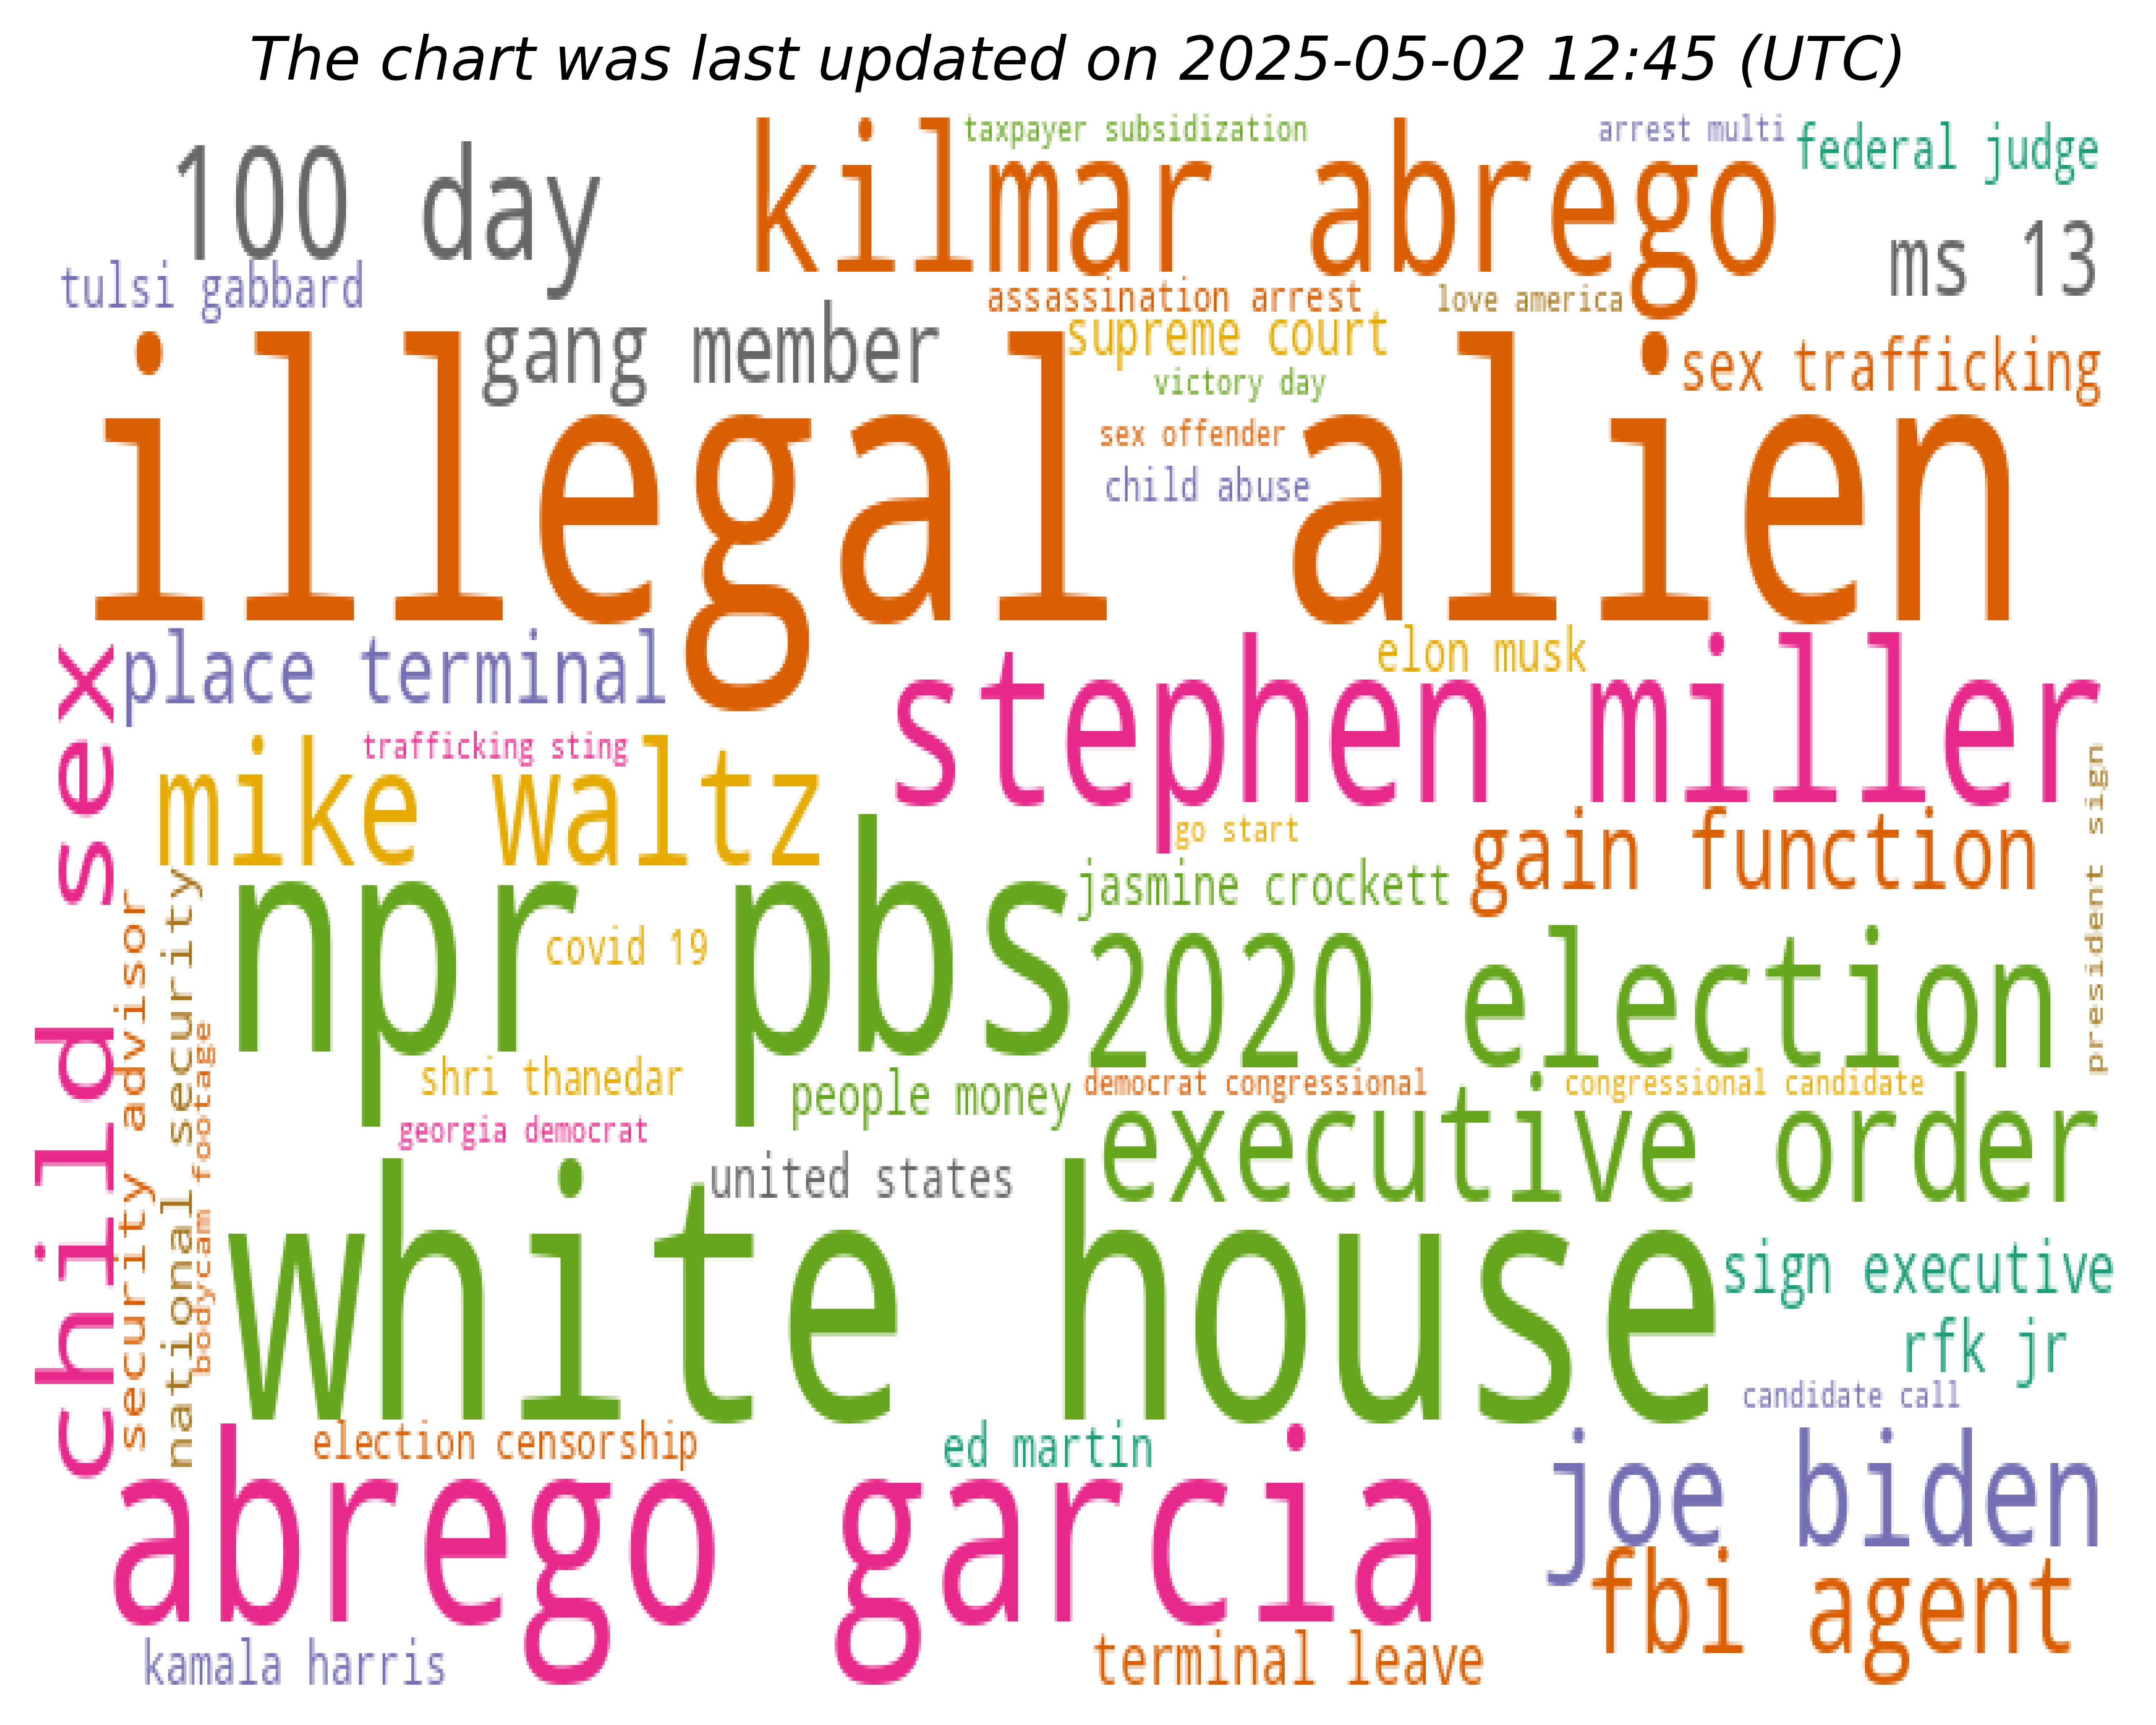 The chart was last updated on 2025-05-02 12:45 (UTC)
taxpayer subsidization
arrest multi
federal judge
100 day
kilmar abrego
ms 13
tulsi gabbard
assassination arrest
love america
gang member
supreme court
sex trafficking
victory day
sex offender
child abuse
illegal alien
place terminal
elon musk
stephen miller
trafficking sting
mike waltz
go start
gain function
president sign
child sex
security advisor
national security
bodycam footage
jasmine crockett
npr pbs
covid 19
2020 election
shri thanedar
people money
democrat congressional
congressional candidate
georgia democrat
executive order
united states
white house
sign executive
rfk jr
candidate call
election censorship
ed martin
joe biden
abrego garcia
fbi agent
kamala harris
terminal leave